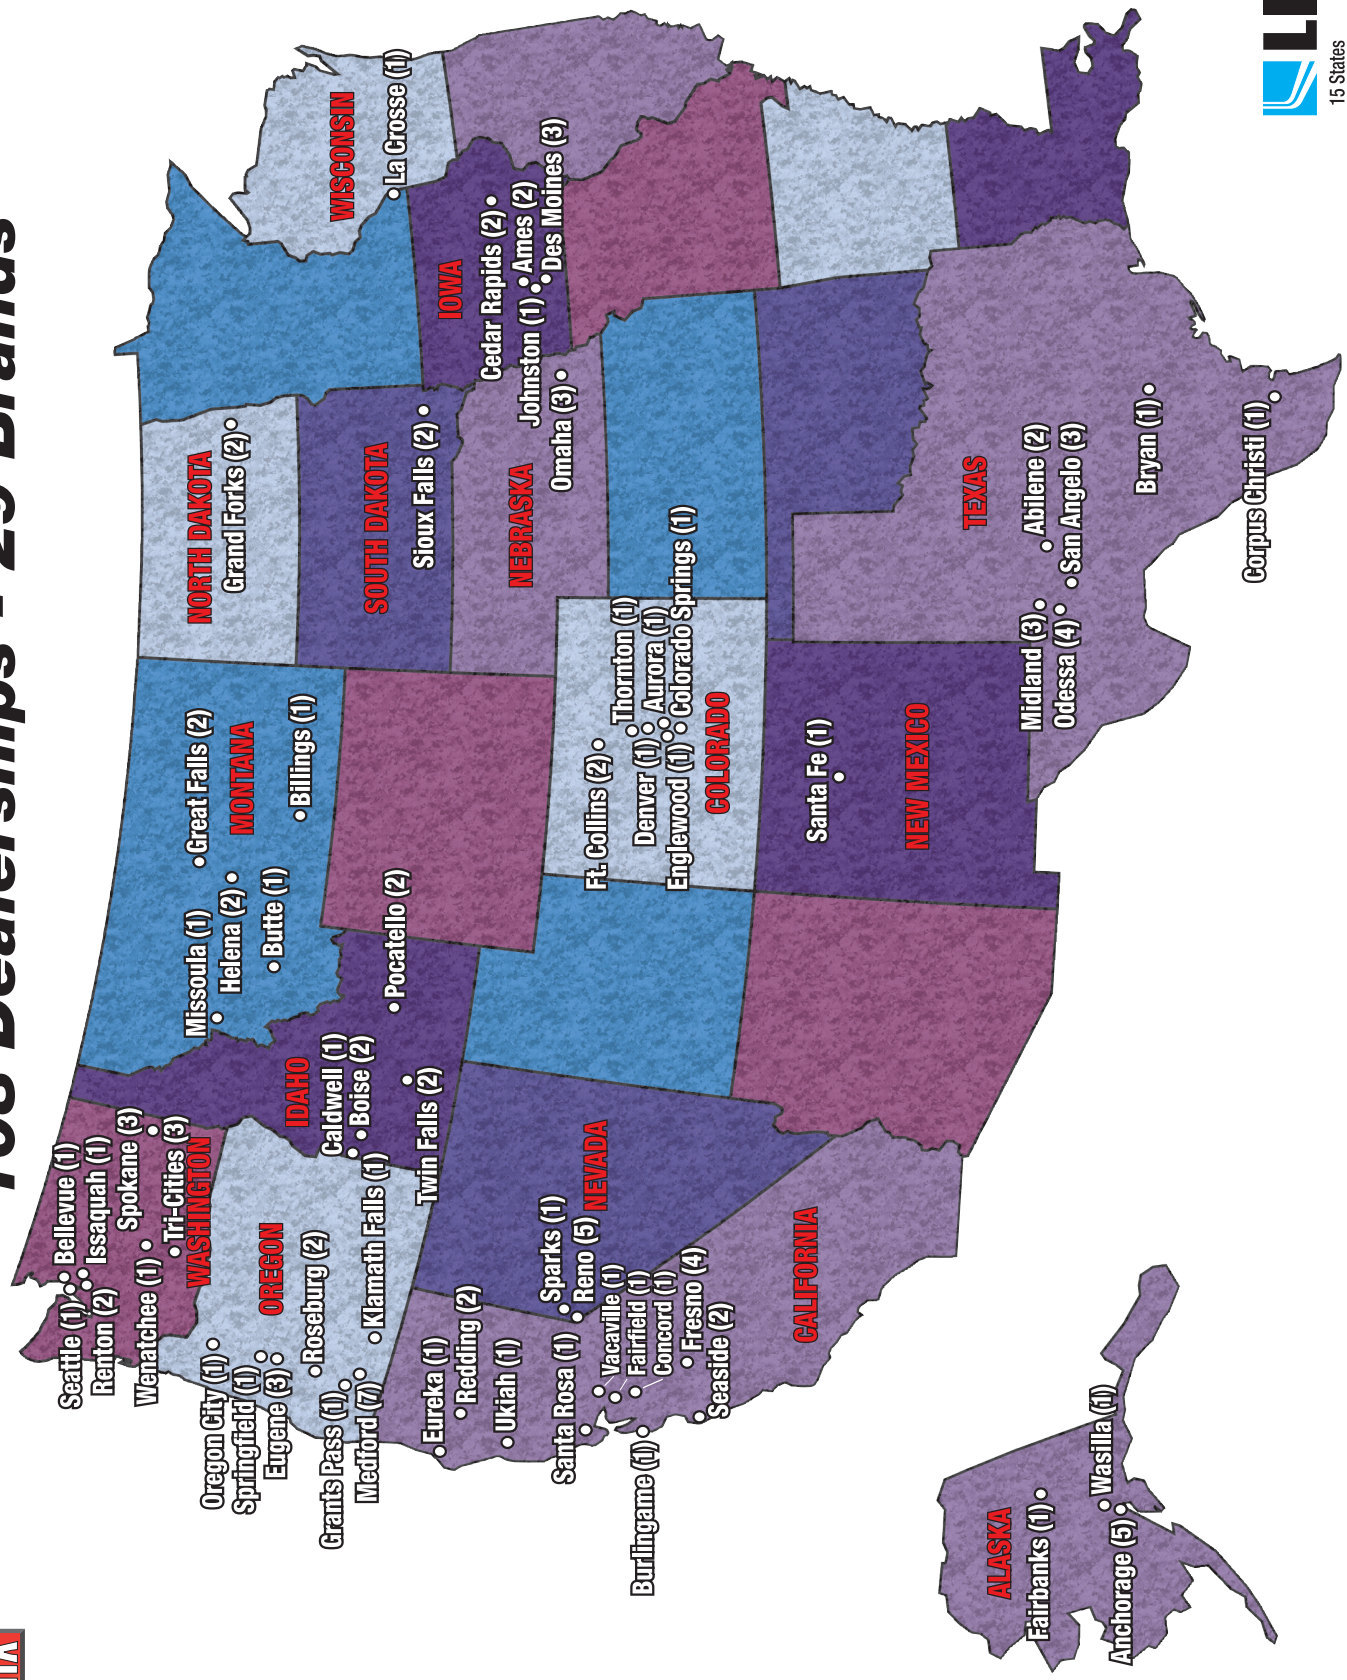 108 Dealerships - 29 Brands
WASHINGTON
Bellevue (1)
Issaquah (1)
Seattle (1)
Renton (2)
Spokane (3)
Wenatchee (1)
Tri-Cities (3)
OREGON
Oregon City (1)
Springfield (1)
Eugene (3)
Roseburg (2)
Grants Pass (1)
Medford (7)
Klamath Falls (1)
IDAHO
Caldwell (1)
Boise (2)
Twin Falls (2)
Pocatello (2)
MONTANA
Missoula (1)
Great Falls (2)
Helena (2)
Butte (1)
Billings (1)
NORTH DAKOTA
Grand Forks (2)
SOUTH DAKOTA
Sioux Falls (2)
NEBRASKA
Omaha (3)
WISCONSIN
La Crosse (1)
IOWA
Cedar Rapids (2)
Ames (2)
Johnston (1)
Des Moines (3)
CALIFORNIA
Eureka (1)
Redding (2)
Ukiah (1)
Santa Rosa (1)
Vacaville (1)
Fairfield (1)
Concord (1)
Burlingame (1)
Fresno (4)
Seaside (2)
NEVADA
Sparks (1)
Reno (5)
COLORADO
Ft. Collins (2)
Thornton (1)
Denver (1)
Aurora (1)
Englewood (1)
Colorado Springs (1)
NEW MEXICO
Santa Fe (1)
TEXAS
Midland (3)
Odessa (4)
Abilene (2)
San Angelo (3)
Bryan (1)
Corpus Christi (1)
ALASKA
Fairbanks (1)
Wasilla (1)
Anchorage (5)
LI
15 States